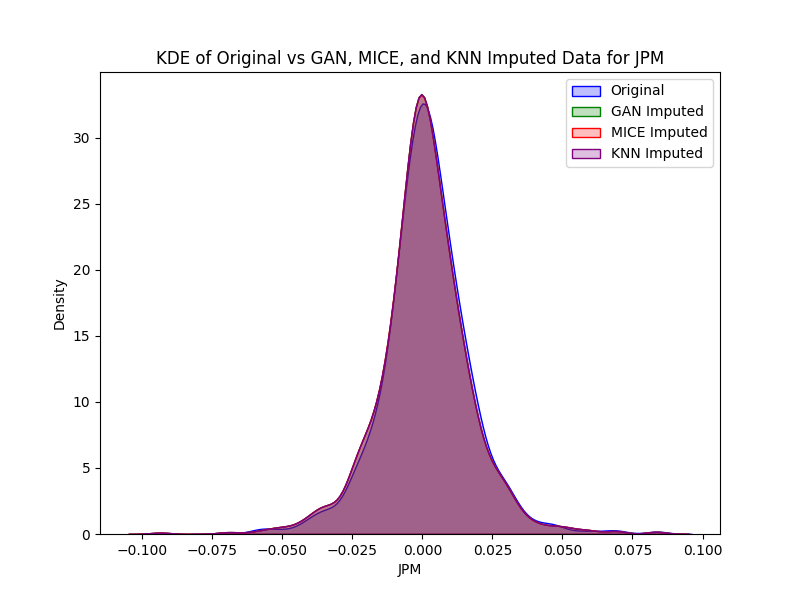 KDE of Original vs GAN, MICE, and KNN Imputed Data for JPM
Original
GAN Imputed
MICE Imputed
KNN Imputed
Density
30
25
20
15
10
5
0
−0.100
−0.075
−0.050
−0.025
0.000
0.025
0.050
0.075
0.100
JPM